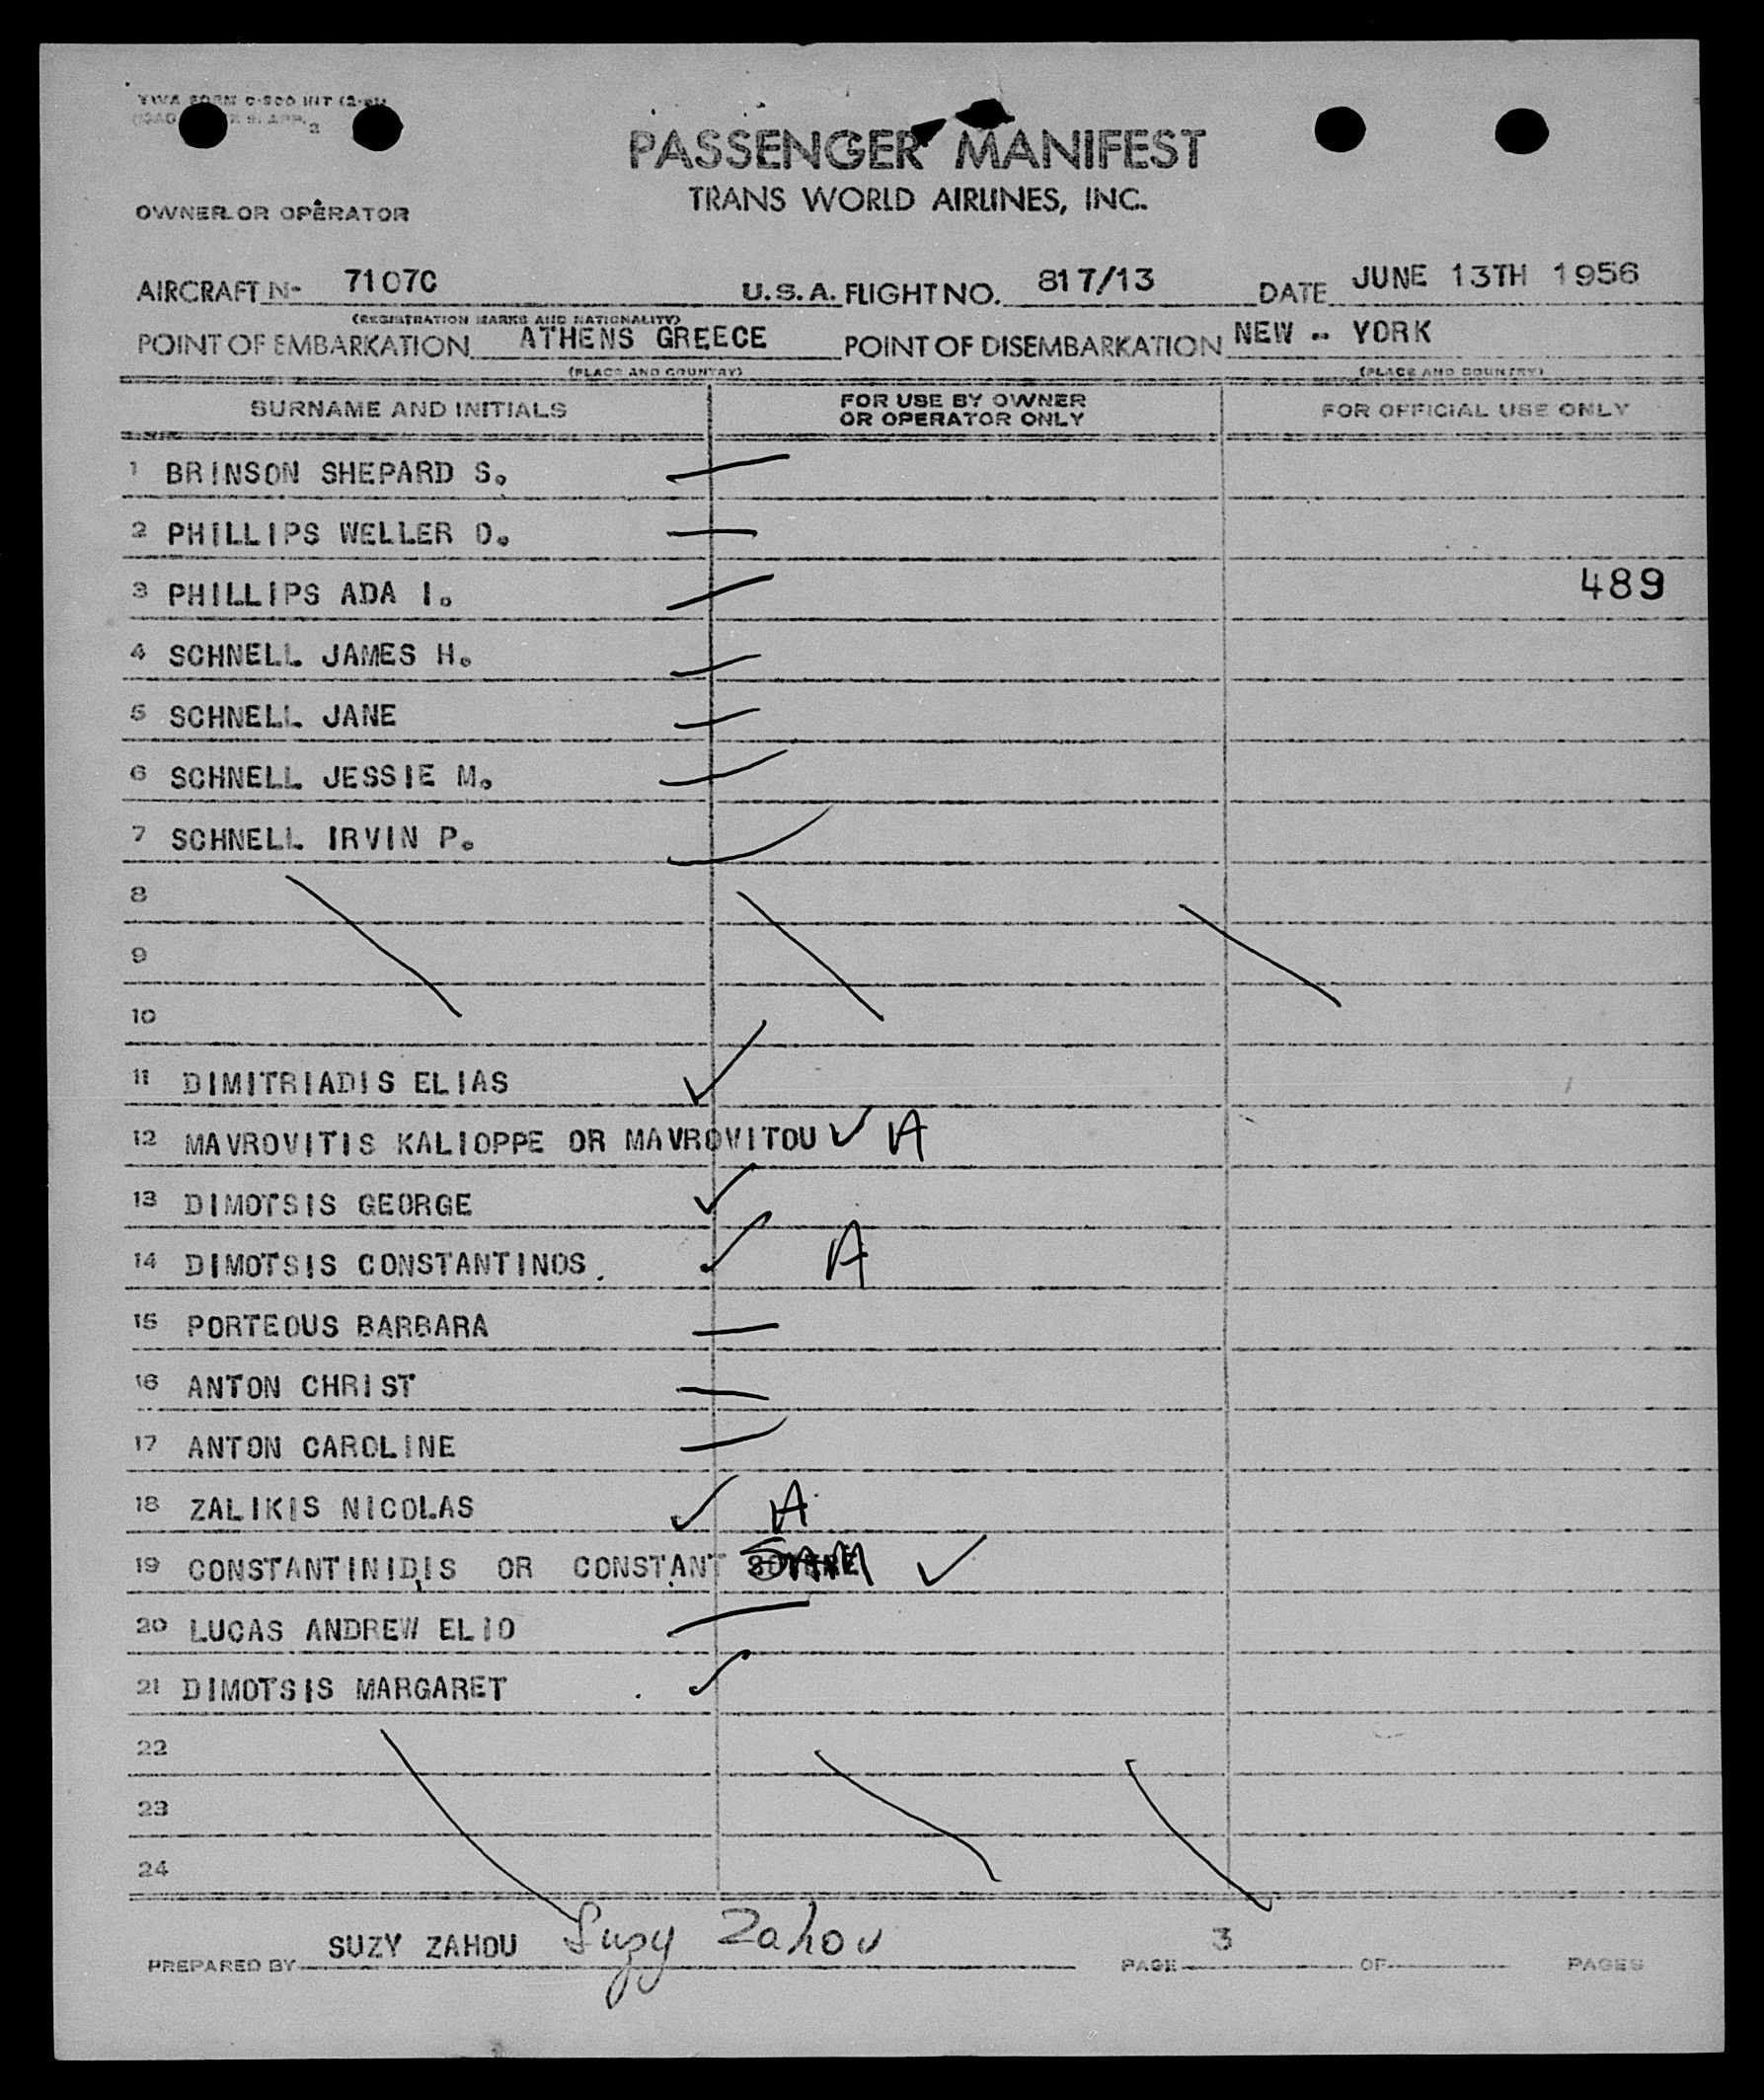 TWA FORM C-800 INT (2-51)
PASSENGER MANIFEST
TRANS WORLD AIRLINES, INC.
OWNER OR OPERATOR
AIRCRAFT N- 7107C U.S.A. FLIGHT NO. 817/13 DATE JUNE 13TH 1956
(REGISTRATION MARKS AND NATIONALITY)
POINT OF EMBARKATION ATHENS GREECE POINT OF DISEMBARKATION NEW -- YORK
(PLACE AND COUNTRY) (PLACE AND COUNTRY)
SURNAME AND INITIALS FOR USE BY OWNER OR OPERATOR ONLY FOR OFFICIAL USE ONLY
1 BRINSON SHEPARD S.
2 PHILLIPS WELLER D.
3 PHILLIPS ADA I. 489
4 SCHNELL JAMES H.
5 SCHNELL JANE
6 SCHNELL JESSIE M.
7 SCHNELL IRVIN P.
8
9
10
11 DIMITRIADIS ELIAS
12 MAVROVITIS KALIOPPE OR MAVROVITOU ✓ A
13 DIMOTSIS GEORGE ✓
14 DIMOTSIS CONSTANTINOS. ✓ A
15 PORTEOUS BARBARA
16 ANTON CHRIST
17 ANTON CAROLINE
18 ZALIKIS NICOLAS ✓ A
19 CONSTANTINIDIS OR CONSTANT ✓
20 LUCAS ANDREW ELIO
21 DIMOTSIS MARGARET ✓
22
23
24
PREPARED BY SUZY ZAHOU Suzy Zahou PAGE 3 OF PAGES